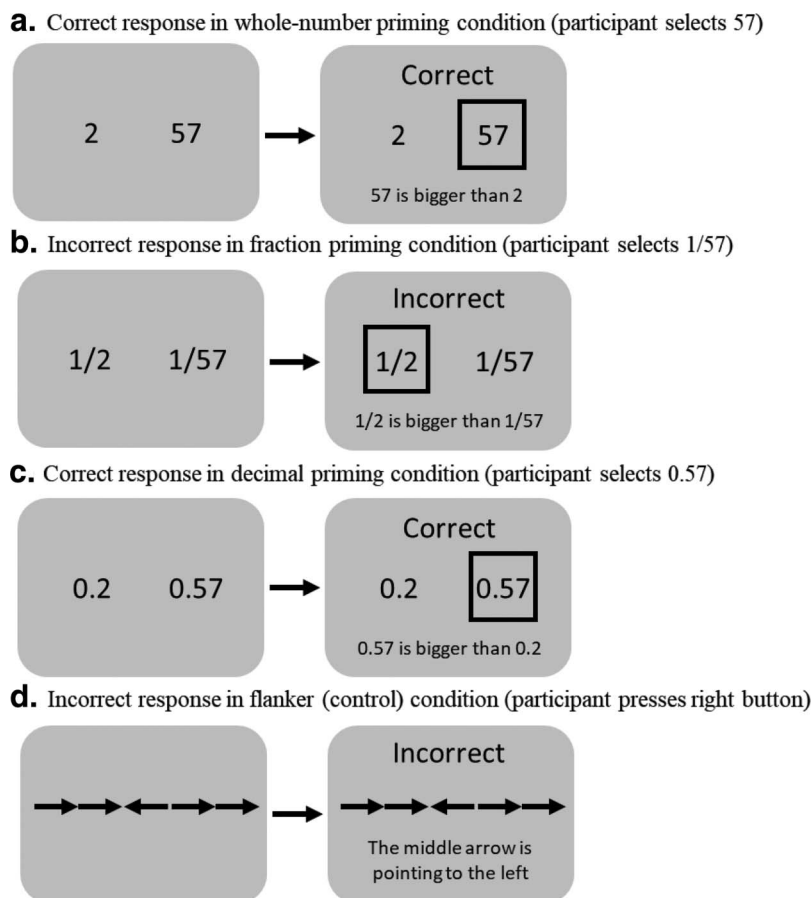 a. Correct response in whole-number priming condition (participant selects 57)
2 57
Correct
2 57
57 is bigger than 2
b. Incorrect response in fraction priming condition (participant selects 1/57)
1/2 1/57
Incorrect
1/2 1/57
1/2 is bigger than 1/57
c. Correct response in decimal priming condition (participant selects 0.57)
0.2 0.57
Correct
0.2 0.57
0.57 is bigger than 0.2
d. Incorrect response in flanker (control) condition (participant presses right button)
Incorrect
The middle arrow is
pointing to the left